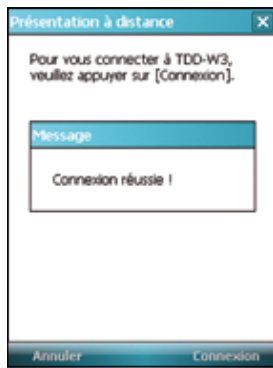 Présentation à distance
Pour vous connecter à TDD-W3,
veuillez appuyer sur [Connexion].
Message
Connexion réussie !
Annuler Connexion